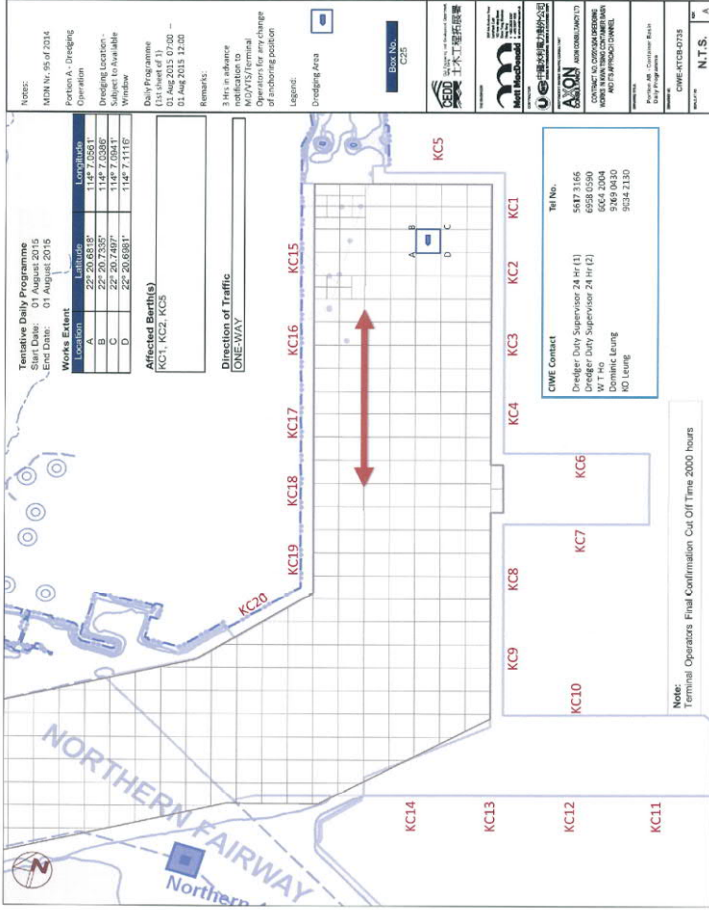 Tentative Daily Programme
Start Date: 01 August 2015
End Date: 01 August 2015
Works Extent
Location Latitude Longitude
A 22° 20.6818' 114° 7.0561'
B 22° 20.7335' 114° 7.0386'
C 22° 20.7497' 114° 7.0941'
D 22° 20.6981' 114° 7.1116'
Affected Berth(s)
KC1, KC2, KC5
Direction of Traffic
ONE-WAY
Notes:
MDN Nr. 95 of 2014
Portion A - Dredging
Operation
Dredging Location -
Subject to Available
Window
Daily Programme
(1st sheet of 1)
01 Aug 2015 07:00 –
01 Aug 2015 12:00
Remarks:
3 Hrs in advance
notification to
MD/VTS/Terminal
Operators for any change
of anchoring position
Legend:
Dredging Area
Box No.
C25
CEDD
土木工程拓展署
Mott MacDonald
AXON
Daily Programme
CIWE-KTCB-0735
N.T.S.
A
N
NORTHERN FAIRWAY
Northern
KC20
KC19
KC18
KC17
KC16
KC15
KC5
KC14
KC13
KC12
KC11
KC10
KC9
KC8
KC7
KC6
KC4
KC3
KC2
KC1
A
B
C
D
CIWE Contact Tel No.
Dredger Duty Supervisor 24 Hr (1) 5617 3166
Dredger Duty Supervisor 24 Hr (2) 6958 0590
W T Ho 6064 2004
Dominic Leung 9269 0430
KO Leung 9034 2130
Note:
Terminal Operators Final Confirmation Cut Off Time 2000 hours